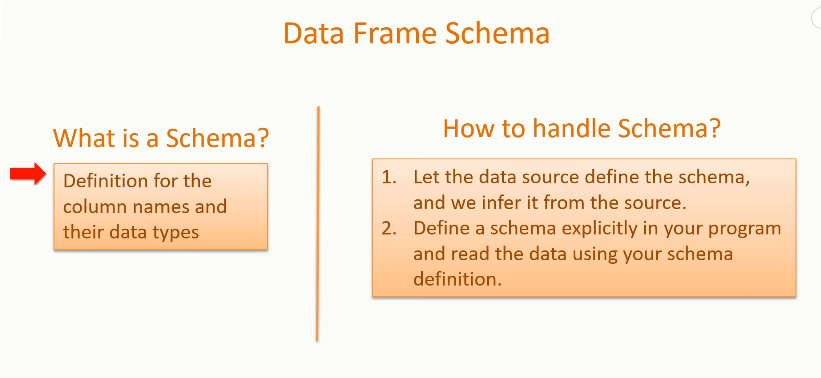 Data Frame Schema
What is a Schema?
Definition for the
column names and
their data types
How to handle Schema?
1. Let the data source define the schema,
and we infer it from the source.
2. Define a schema explicitly in your program
and read the data using your schema
definition.